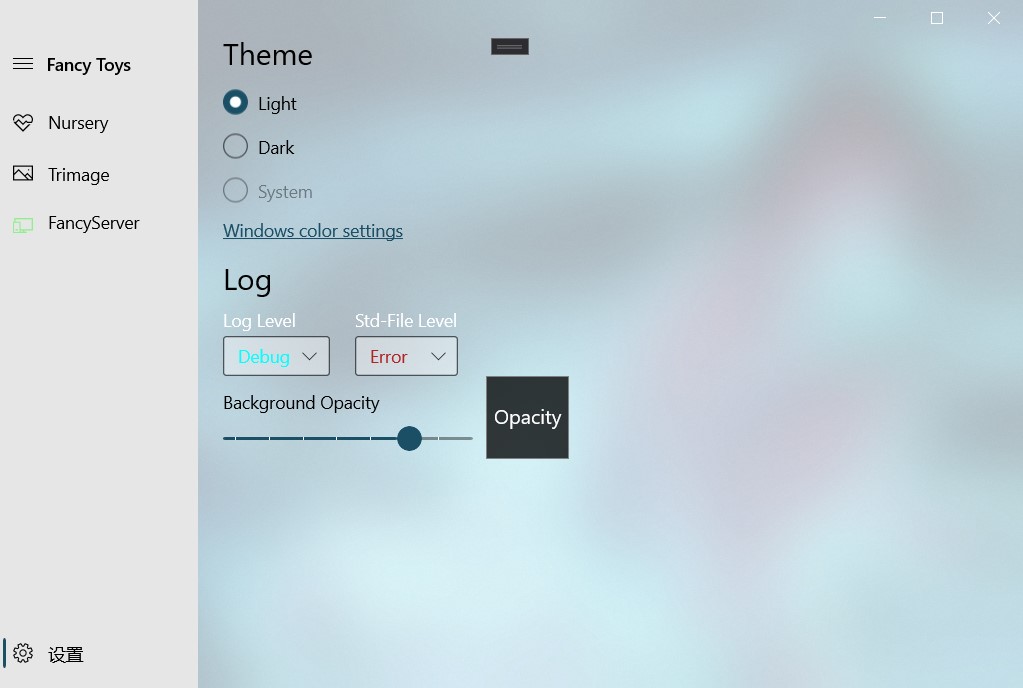 Fancy Toys
Nursery
Trimage
FancyServer
设置
Theme
Light
Dark
System
Windows color settings
Log
Log Level Std-File Level
Debug Error
Background Opacity
Opacity